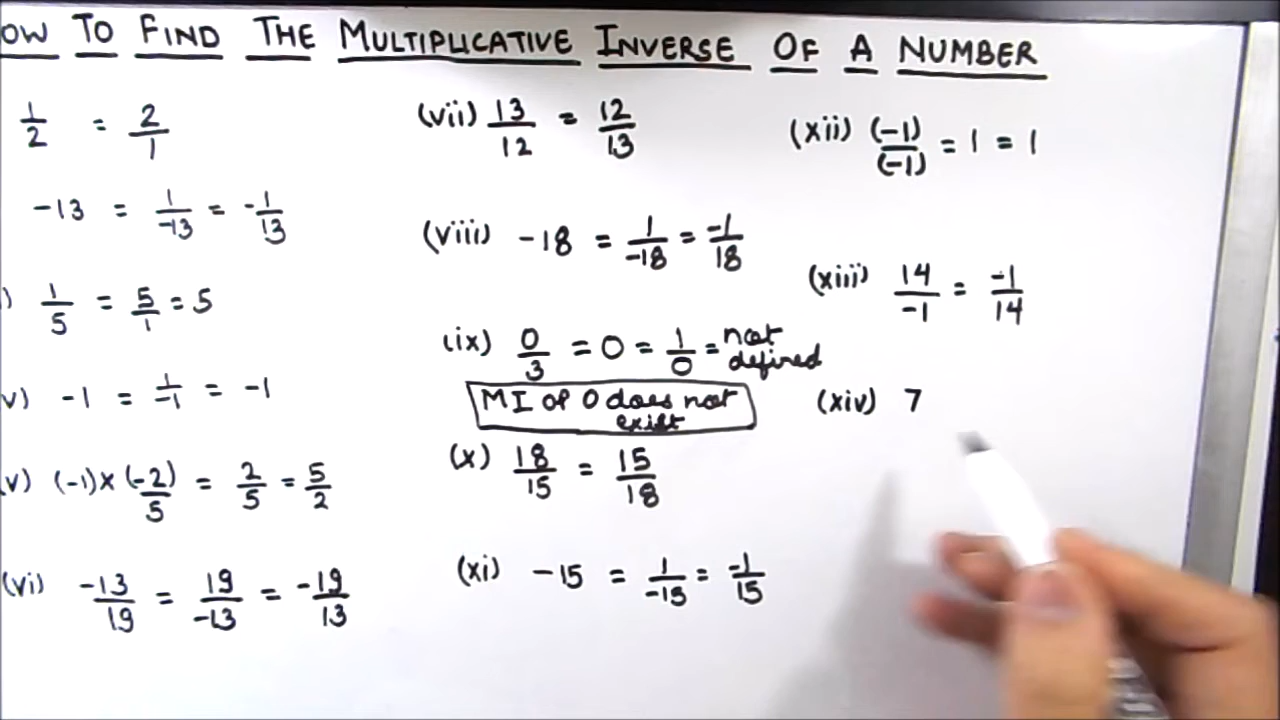 OW TO FIND THE MULTIPLICATIVE INVERSE OF A NUMBER
1/2 = 2/1
-13 = 1/-13 = -1/13
) 1/5 = 5/1 = 5
v) -1 = 1/-1 = -1
v) (-1)×(-2)/5 = 2/5 = 5/2
(vi) -13/19 = 19/-13 = -19/13
(vii) 13/12 = 12/13
(viii) -18 = 1/-18 = -1/18
(ix) 0/3 = 0 = 1/0 = not defined
MI of 0 does not
exist
(x) 18/15 = 15/18
(xi) -15 = 1/-15 = -1/15
(xii) (-1)/(-1) = 1 = 1
(xiii) 14/-1 = -1/14
(xiv) 7